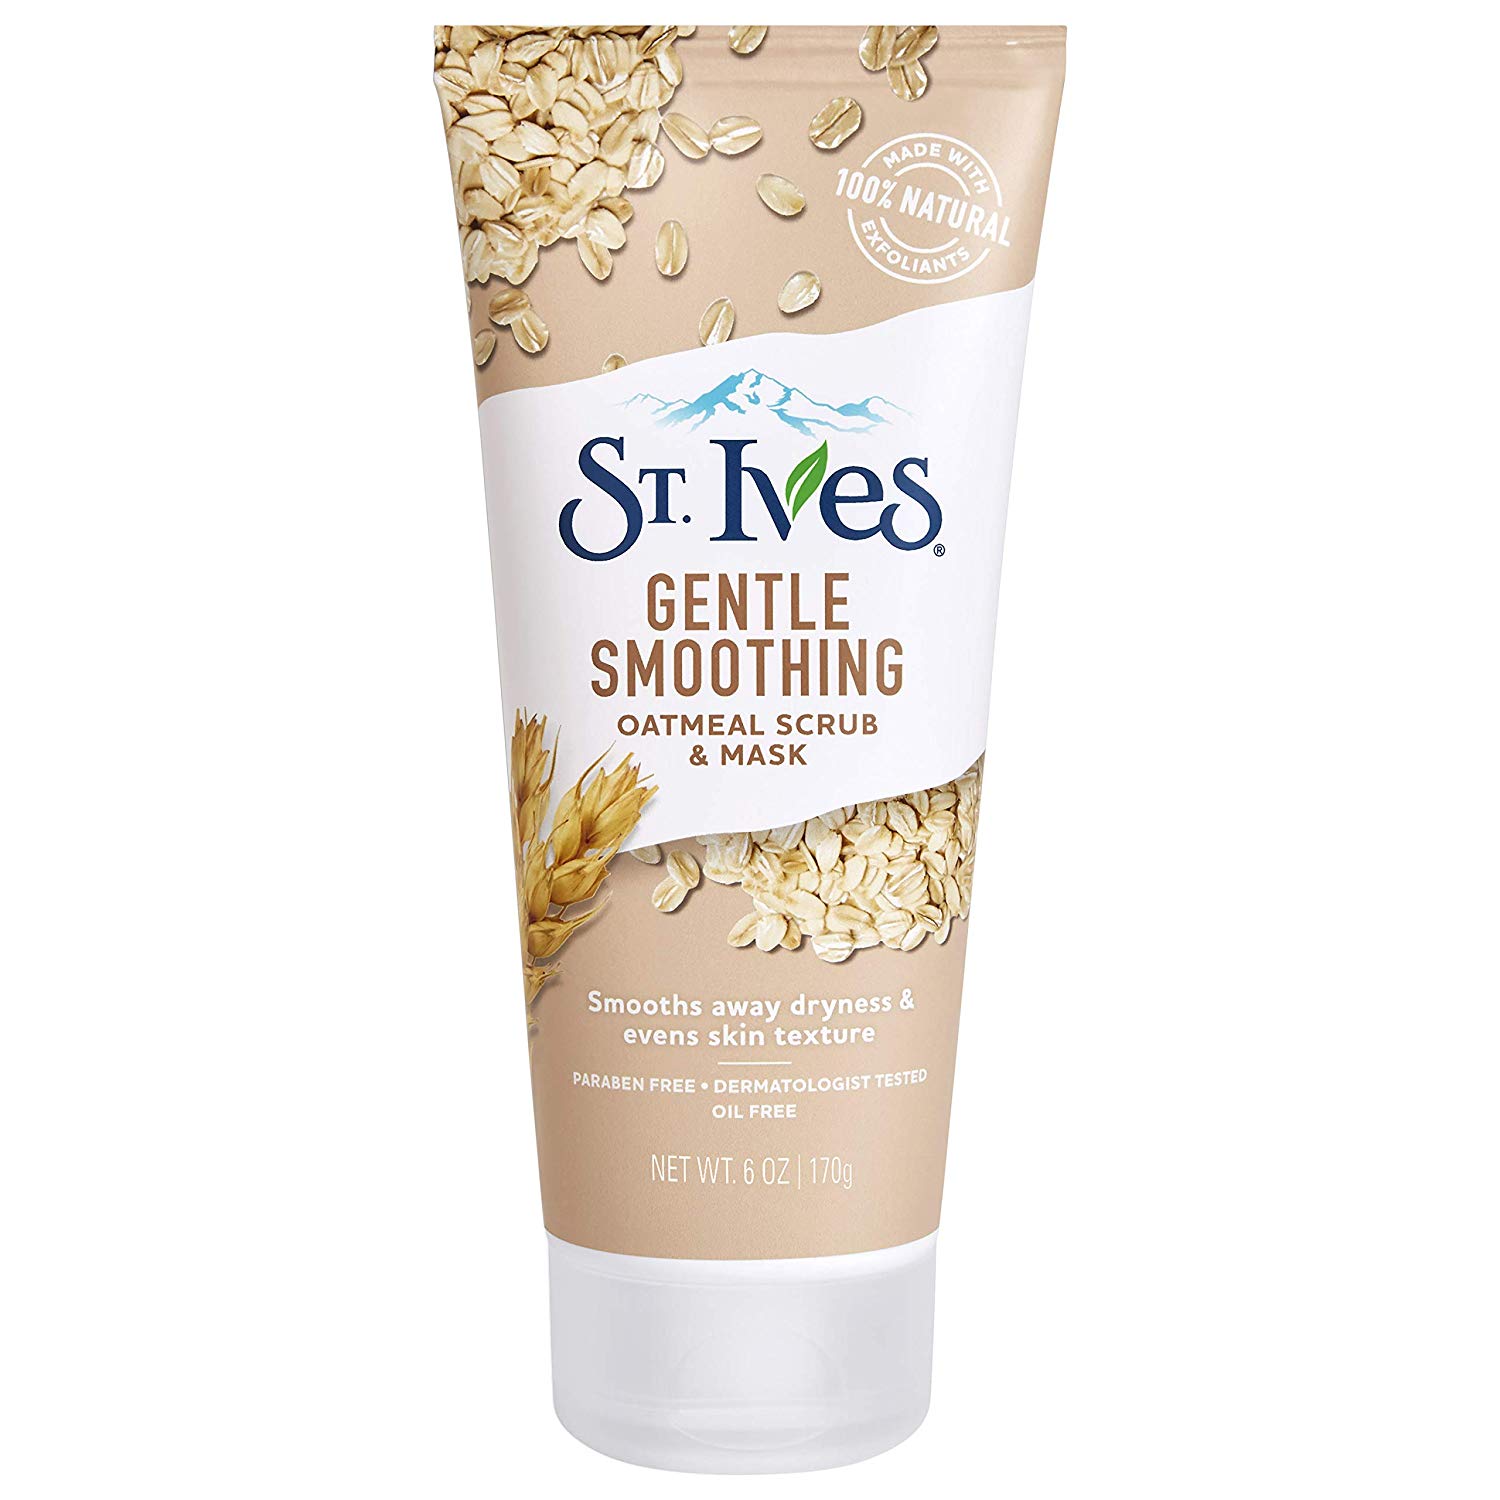 MADE WITH
100% NATURAL
EXFOLIANTS
ST. IVES®
GENTLE
SMOOTHING
OATMEAL SCRUB
& MASK
Smooths away dryness &
evens skin texture
PARABEN FREE • DERMATOLOGIST TESTED
OIL FREE
NET WT. 6 OZ | 170g